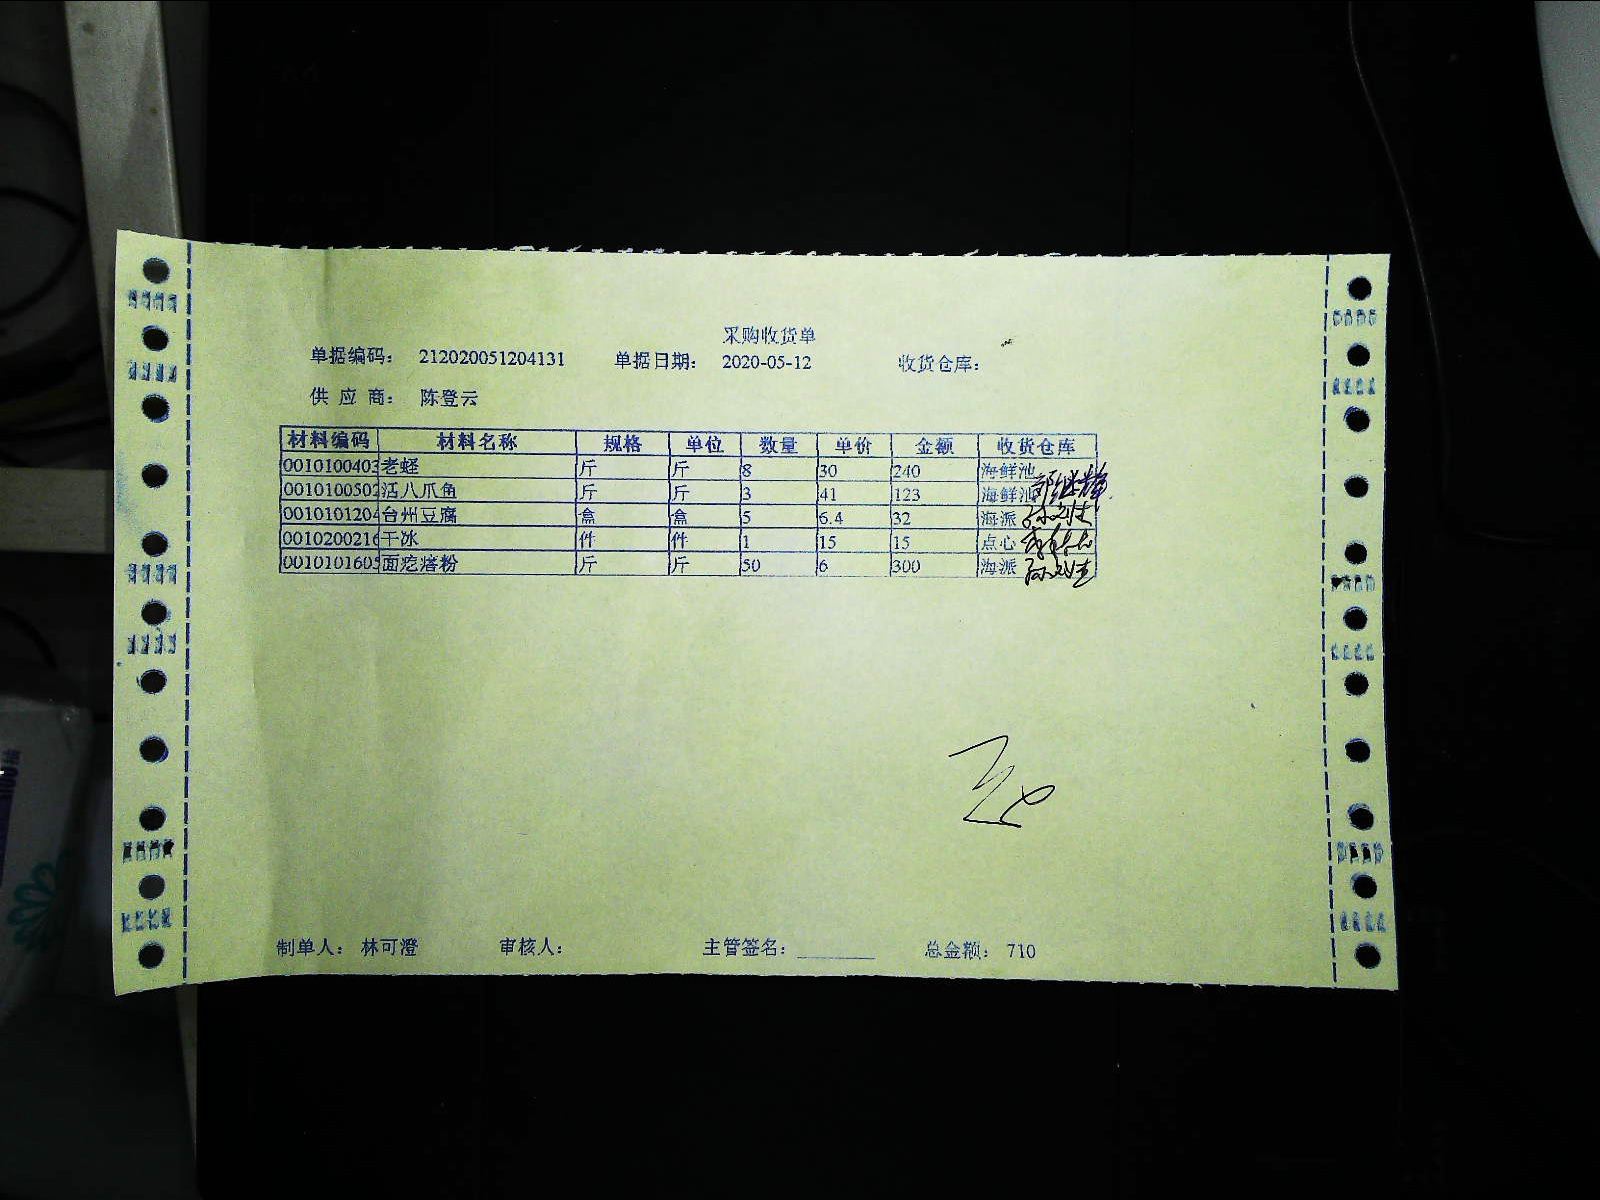 采购收货单
单据编码： 212020051204131 单据日期： 2020-05-12 收货仓库：
供 应 商： 陈登云
材料编码 材料名称 规格 单位 数量 单价 金额 收货仓库
0010100403 老蛏 斤 斤 8 30 240 海鲜池
0010100502 活八爪鱼 斤 斤 3 41 123 海鲜池
0010101204 台州豆腐 盒 盒 5 6.4 32 海派
0010200216 干冰 件 件 1 15 15 点心
0010101605 面疙瘩粉 斤 斤 50 6 300 海派
制单人： 林可澄 审核人： 主管签名： 总金额： 710